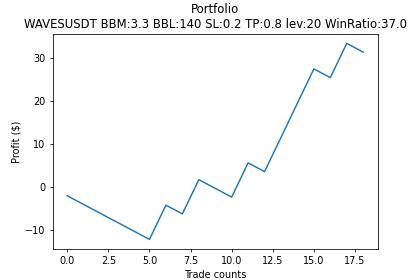 Portfolio
WAVESUSDT BBM:3.3 BBL:140 SL:0.2 TP:0.8 lev:20 WinRatio:37.0
Profit ($)
30
20
10
0
−10
0.0 2.5 5.0 7.5 10.0 12.5 15.0 17.5
Trade counts